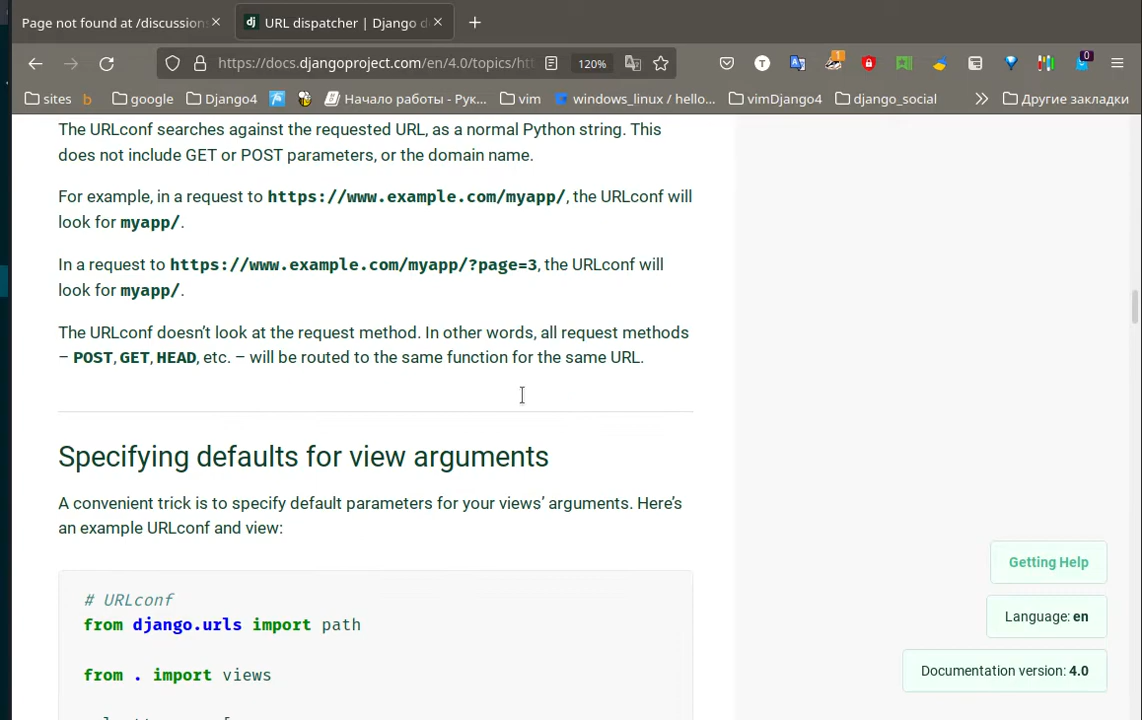 Page not found at /discussions
URL dispatcher | Django d
https://docs.djangoproject.com/en/4.0/topics/ht
120%
sites
google
Django4
Начало работы - Рук…
vim
windows_linux / hello…
vimDjango4
django_social
Другие закладки
The URLconf searches against the requested URL, as a normal Python string. This
does not include GET or POST parameters, or the domain name.
For example, in a request to https://www.example.com/myapp/, the URLconf will
look for myapp/.
In a request to https://www.example.com/myapp/?page=3, the URLconf will
look for myapp/.
The URLconf doesn’t look at the request method. In other words, all request methods
– POST, GET, HEAD, etc. – will be routed to the same function for the same URL.
Specifying defaults for view arguments
A convenient trick is to specify default parameters for your views’ arguments. Here’s
an example URLconf and view:
# URLconf
from django.urls import path
from . import views
Getting Help
Language: en
Documentation version: 4.0